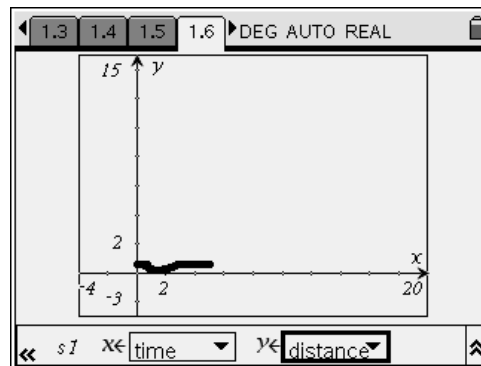 1.3 1.4 1.5 1.6 DEG AUTO REAL
15 y
2
x
-4 -3 2 20
s1 x← time y← distance